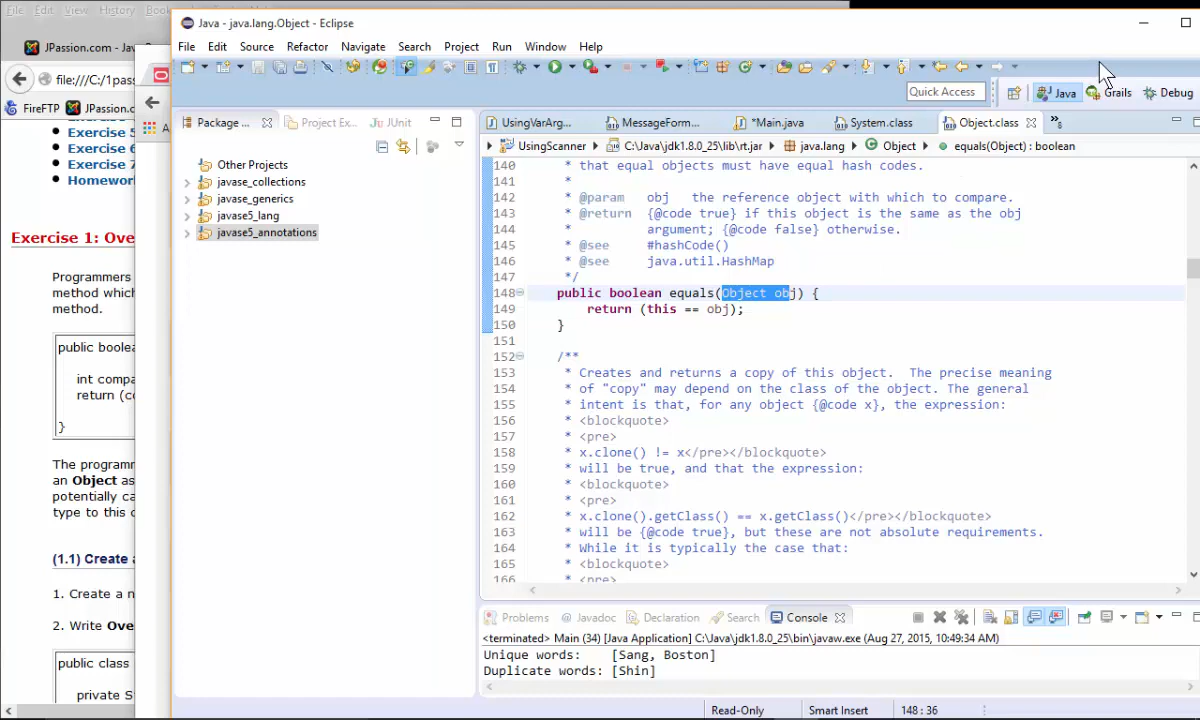 File Edit View History
Java - java.lang.Object - Eclipse
JPassion.com - Jav
File Edit Source Refactor Navigate Search Project Run Window Help
file:///C:/1pass
FireFTP JPassion.c
Quick Access
Java Grails Debug
Exercise 5
Exercise 6
Exercise 7
Homework
Exercise 1: Ove
Programmers
method which
method.
public boolea
int compa
return (c
}
The programm
an Object as
potentially ca
type to this o
(1.1) Create a
1. Create a n
2. Write Ove
public class
private S
Package ... Project Ex... JUnit
Other Projects
javase_collections
javase_generics
javase5_lang
javase5_annotations
UsingVarArg... MessageForm... *Main.java System.class Object.class
UsingScanner C:\Java\jdk1.8.0_25\lib\rt.jar java.lang Object equals(Object) : boolean
140 * that equal objects must have equal hash codes.
141 *
142 * @param obj the reference object with which to compare.
143 * @return {@code true} if this object is the same as the obj
144 * argument; {@code false} otherwise.
145 * @see #hashCode()
146 * @see java.util.HashMap
147 */
148 public boolean equals(Object obj) {
149 return (this == obj);
150 }
151
152 /**
153 * Creates and returns a copy of this object. The precise meaning
154 * of "copy" may depend on the class of the object. The general
155 * intent is that, for any object {@code x}, the expression:
156 * <blockquote>
157 * <pre>
158 * x.clone() != x</pre></blockquote>
159 * will be true, and that the expression:
160 * <blockquote>
161 * <pre>
162 * x.clone().getClass() == x.getClass()</pre></blockquote>
163 * will be {@code true}, but these are not absolute requirements.
164 * While it is typically the case that:
165 * <blockquote>
166 * <pre>
Problems Javadoc Declaration Search Console
<terminated> Main (34) [Java Application] C:\Java\jdk1.8.0_25\bin\javaw.exe (Aug 27, 2015, 10:49:34 AM)
Unique words: [Sang, Boston]
Duplicate words: [Shin]
Read-Only Smart Insert 148 : 36